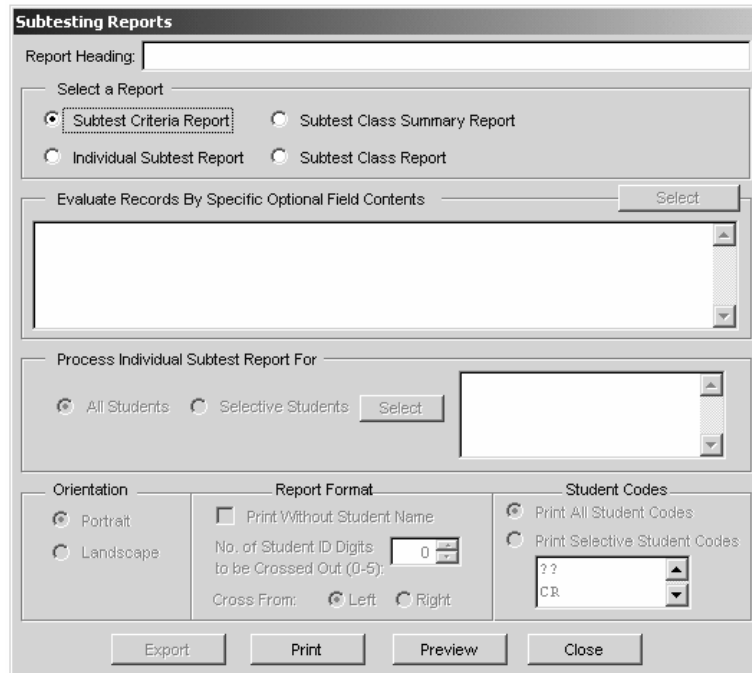 Subtesting Reports
Report Heading:
Select a Report
Subtest Criteria Report Subtest Class Summary Report
Individual Subtest Report Subtest Class Report
Evaluate Records By Specific Optional Field Contents Select
Process Individual Subtest Report For
All Students Selective Students Select
Orientation Report Format Student Codes
Portrait Print Without Student Name Print All Student Codes
Landscape No. of Student ID Digits to be Crossed Out (0-5): 0 Print Selective Student Codes
??
CR
Cross From: Left Right
Export Print Preview Close